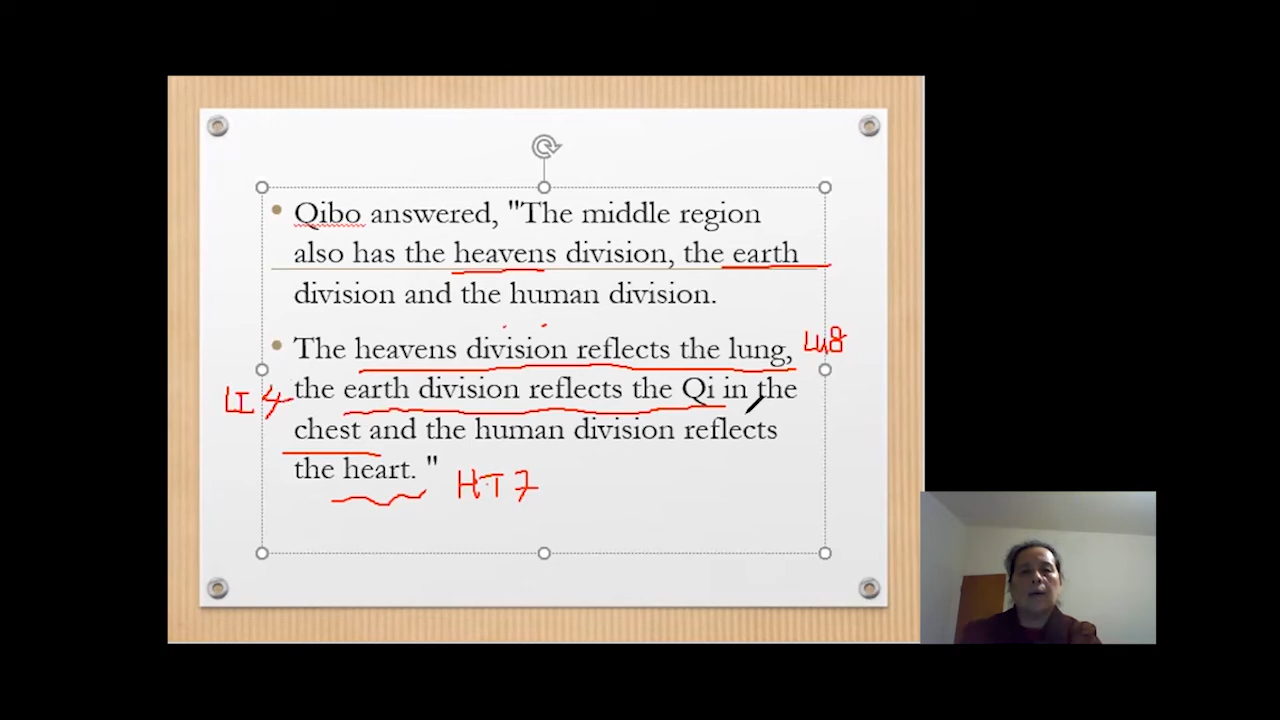 Qibo answered, "The middle region
also has the heavens division, the earth
division and the human division.
The heavens division reflects the lung, LU8
LI 4 the earth division reflects the Qi in the
chest and the human division reflects
the heart. " HT7